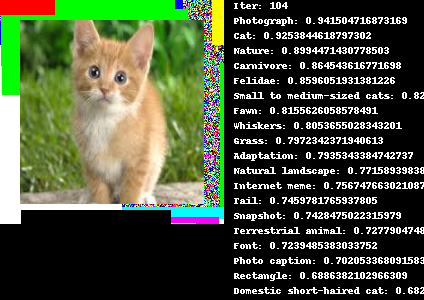 Iter: 104
Photograph: 0.941504716873169
Cat: 0.9253844618797302
Nature: 0.8994471430778503
Carnivore: 0.864543616771698
Felidae: 0.8596051931381226
Small to medium-sized cats: 0.82
Fawn: 0.8155626058578491
Whiskers: 0.8053655028343201
Grass: 0.7972342371940613
Adaptation: 0.7935343384742737
Natural landscape: 0.77158939838
Internet meme: 0.756747663021087
Tail: 0.7459781765937805
Snapshot: 0.7428475022315979
Terrestrial animal: 0.7277904748
Font: 0.7239485383033752
Photo caption: 0.702053368091583
Rectangle: 0.6886382102966309
Domestic short-haired cat: 0.682